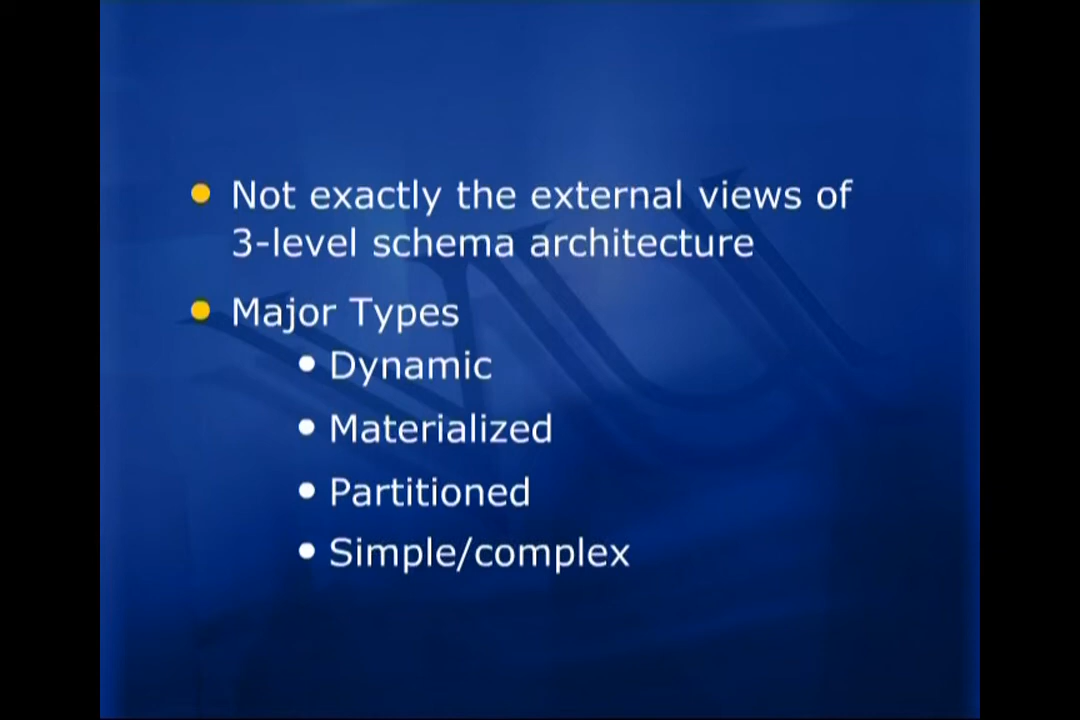 Not exactly the external views of
3-level schema architecture
Major Types
Dynamic
Materialized
Partitioned
Simple/complex